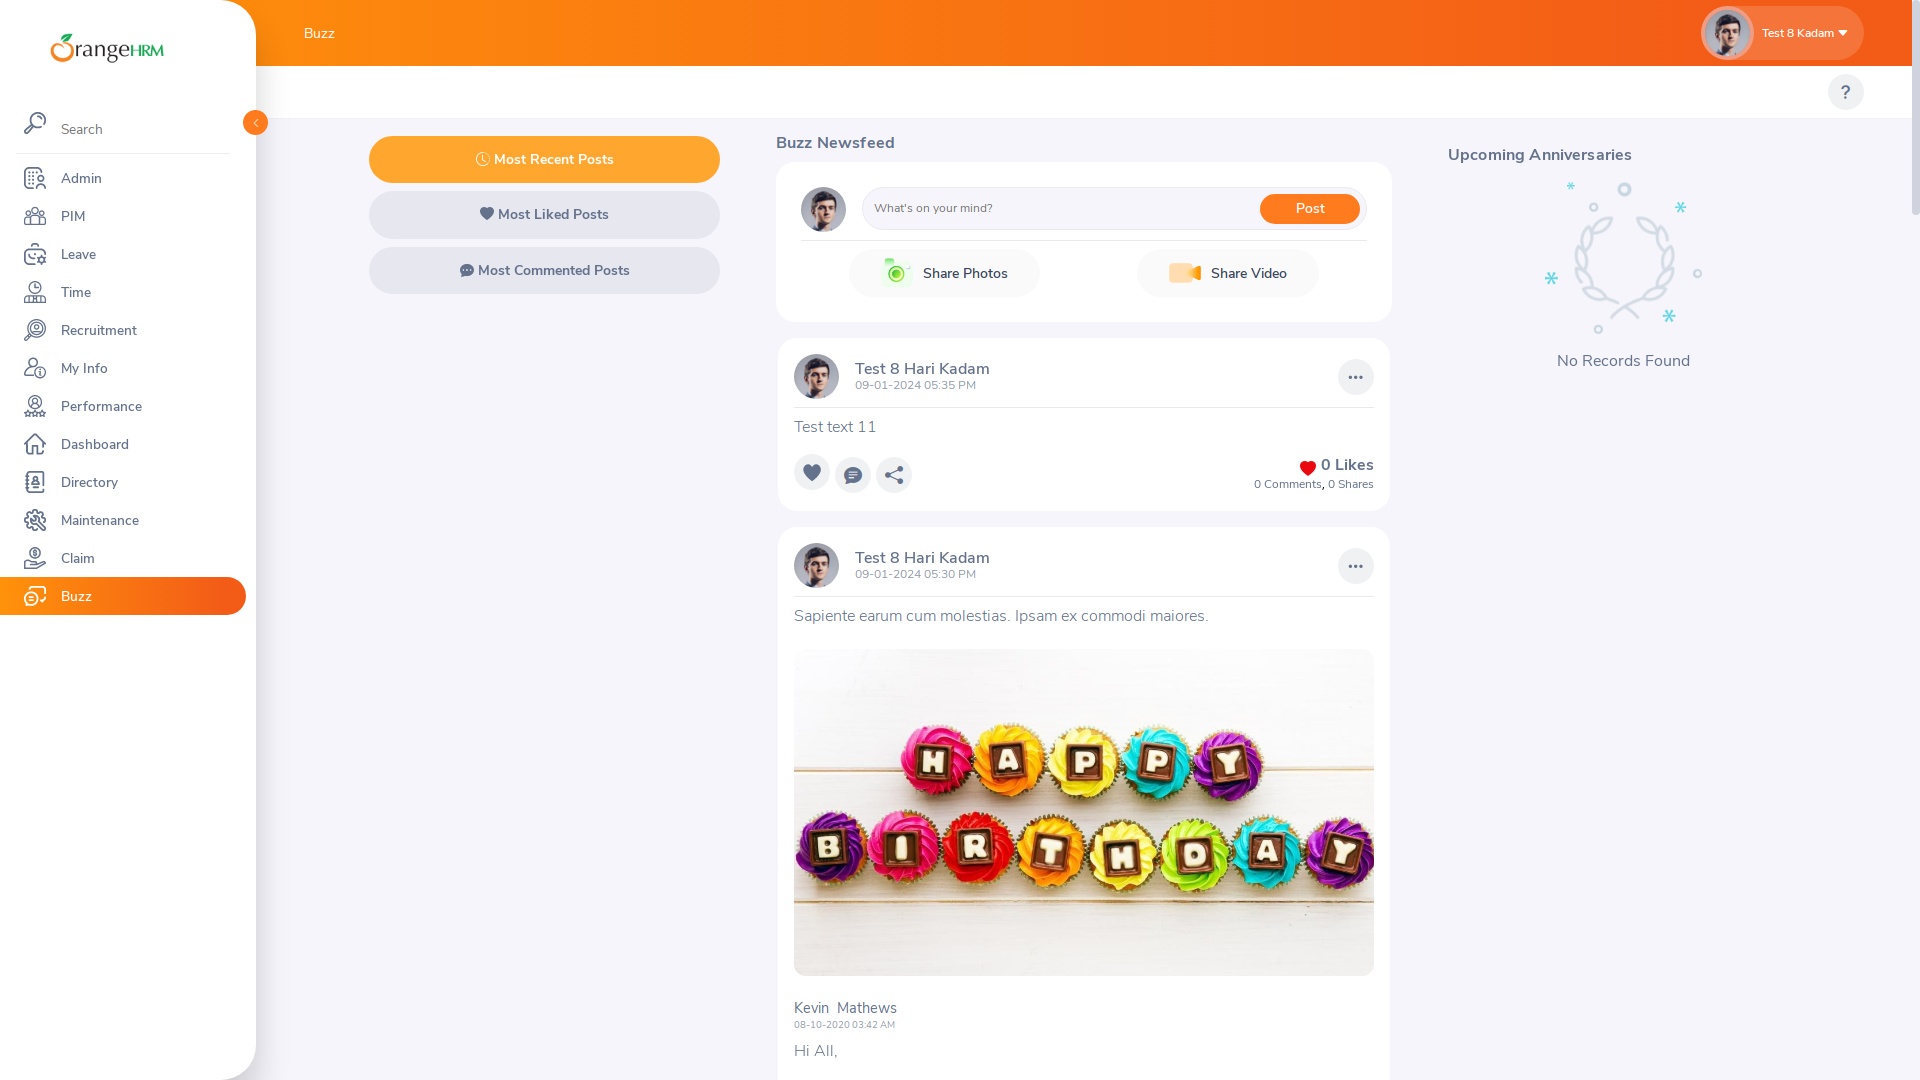 OrangeHRM
Search
Admin
PIM
Leave
Time
Recruitment
My Info
Performance
Dashboard
Directory
Maintenance
Claim
Buzz
Buzz
Test 8 Kadam
?
Most Recent Posts
Most Liked Posts
Most Commented Posts
Buzz Newsfeed
What's on your mind?
Post
Share Photos
Share Video
Test 8 Hari Kadam
09-01-2024 05:35 PM
Test text 11
0 Likes
0 Comments, 0 Shares
Test 8 Hari Kadam
09-01-2024 05:30 PM
Sapiente earum cum molestias. Ipsam ex commodi maiores.
HAPPY
BIRTHDAY
Kevin Mathews
08-10-2020 03:42 AM
Hi All,
Upcoming Anniversaries
No Records Found